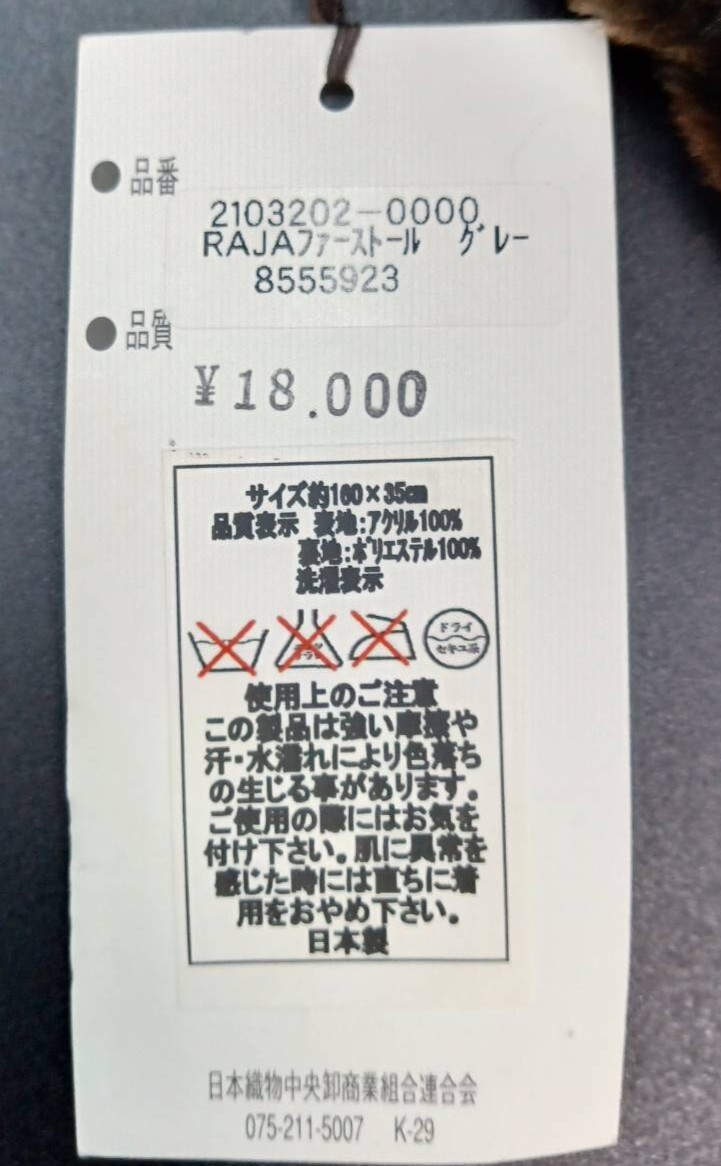 ●品番
2103202-0000
RAJAファーストール グレー
8555923
●品質
¥18.000
サイズ約160×35cm
品質表示 表地:アクリル100%
裏地:ポリエステル100%
洗濯表示
ドライ
セキユ系
使用上のご注意
この製品は強い摩擦や
汗・水濡れにより色落ち
の生じる事があります。
ご使用の際にはお気を
付け下さい。肌に異常を
感じた時には直ちに着
用をおやめ下さい。
日本製
日本織物中央卸商業組合連合会
075-211-5007 K-29